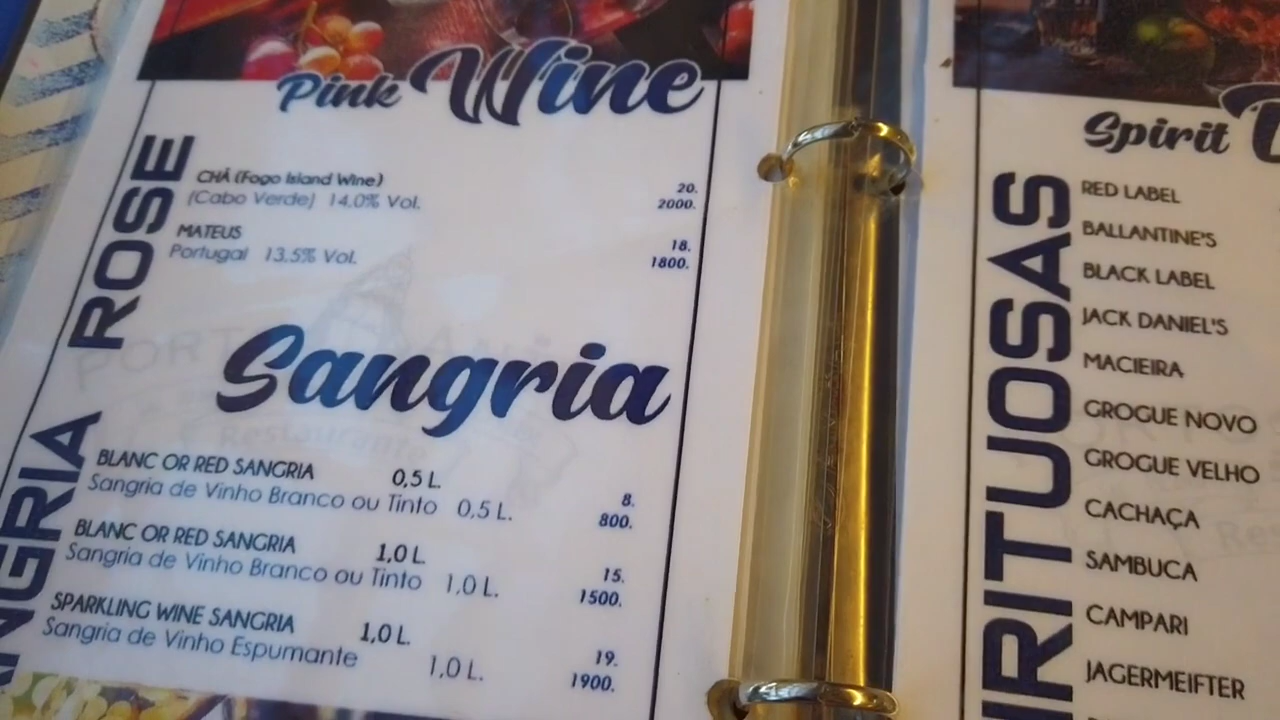 Pink Wine
ROSE
CHÃ (Fogo Island Wine)
20.
(Cabo Verde) 14.0% Vol.
2000.
MATEUS
18.
Portugal 13.5% Vol.
1800.
Sangria
BLANC OR RED SANGRIA 0,5 L.
8.
Sangria de Vinho Branco ou Tinto 0,5 L.
800.
BLANC OR RED SANGRIA 1,0 L.
15.
Sangria de Vinho Branco ou Tinto 1,0 L.
1500.
SPARKLING WINE SANGRIA 1,0 L.
19.
Sangria de Vinho Espumante 1,0 L.
1900.
Spirit
RED LABEL
BALLANTINE'S
BLACK LABEL
JACK DANIEL'S
MACIEIRA
GROGUE NOVO
GROGUE VELHO
CACHAÇA
SAMBUCA
CAMPARI
JAGERMEIFTER